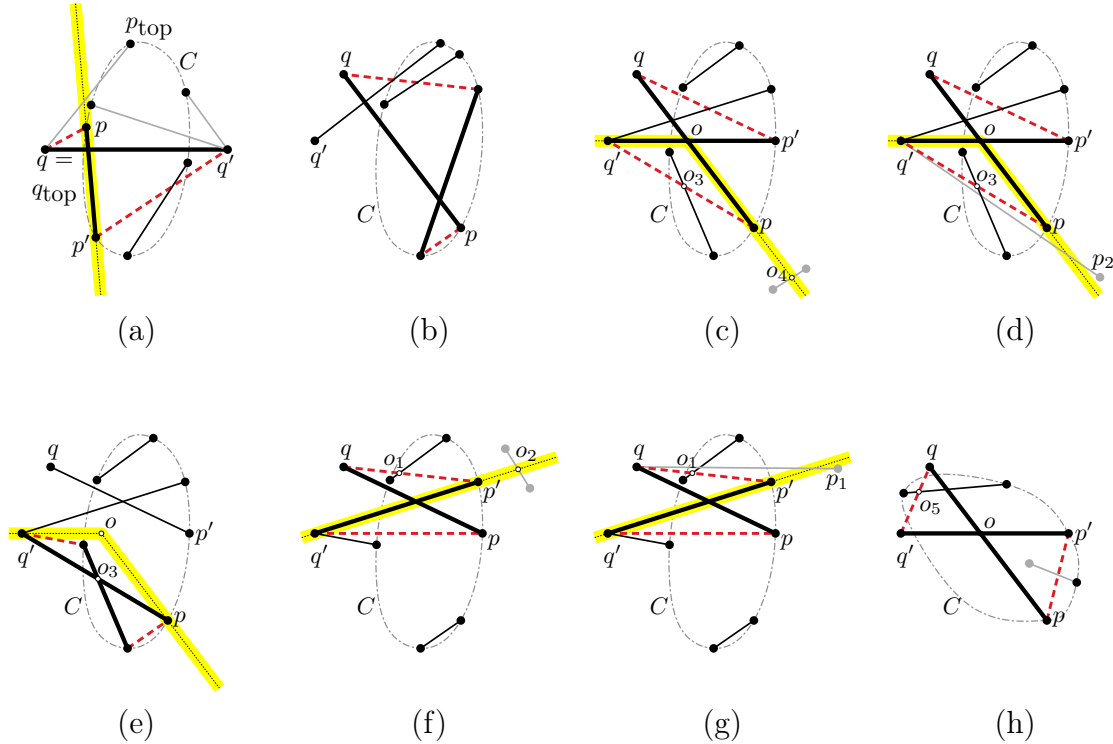 p_top
C
p
q =
q'
q_top
p'
(a)
q
q'
C
p
(b)
q
o
p'
q'
o_3
C
p
o_4
(c)
q
o
p'
q'
o_3
C
p
p_2
(d)
q
o
p'
q'
o_3
C
p
(e)
q
o_1
o_2
p'
q'
p
C
(f)
q
o_1
p_1
p'
q'
p
C
(g)
q
o_5
o
p'
q'
C
p
(h)